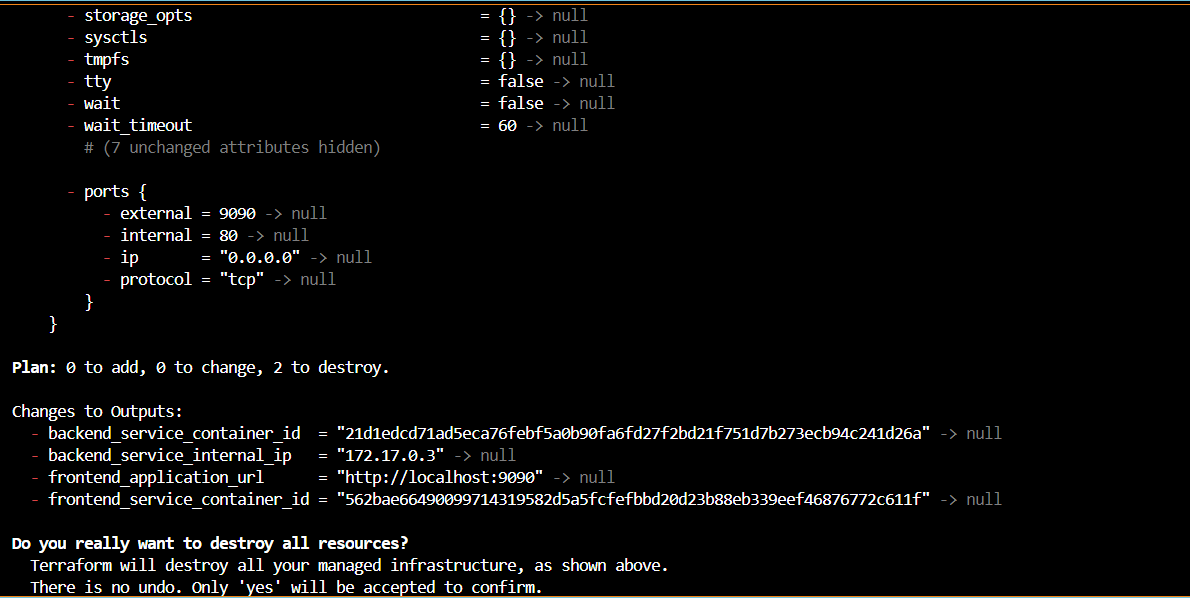 - storage_opts = {} -> null
- sysctls = {} -> null
- tmpfs = {} -> null
- tty = false -> null
- wait = false -> null
- wait_timeout = 60 -> null
# (7 unchanged attributes hidden)
- ports {
- external = 9090 -> null
- internal = 80 -> null
- ip = "0.0.0.0" -> null
- protocol = "tcp" -> null
}
}
Plan: 0 to add, 0 to change, 2 to destroy.
Changes to Outputs:
- backend_service_container_id = "21d1edcd71ad5eca76febf5a0b90fa6fd27f2bd21f751d7b273ecb94c241d26a" -> null
- backend_service_internal_ip = "172.17.0.3" -> null
- frontend_application_url = "http://localhost:9090" -> null
- frontend_service_container_id = "562bae66490099714319582d5a5fcfefbbd20d23b88eb339eef46876772c611f" -> null
Do you really want to destroy all resources?
Terraform will destroy all your managed infrastructure, as shown above.
There is no undo. Only 'yes' will be accepted to confirm.